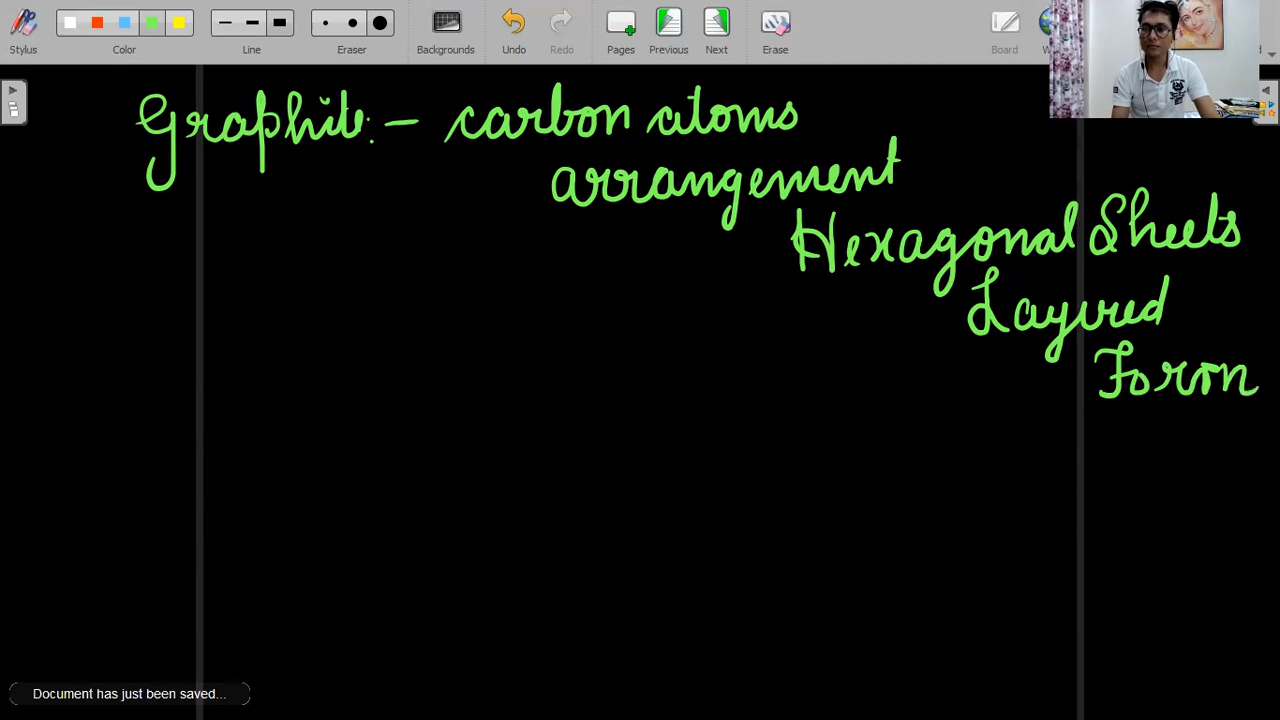 Stylus
Color
Line
Eraser
Backgrounds
Undo
Redo
Pages
Previous
Next
Erase
Board
Graphite:- carbon atoms
arrangement
Hexagonal Sheets
Layered
Form
Document has just been saved...